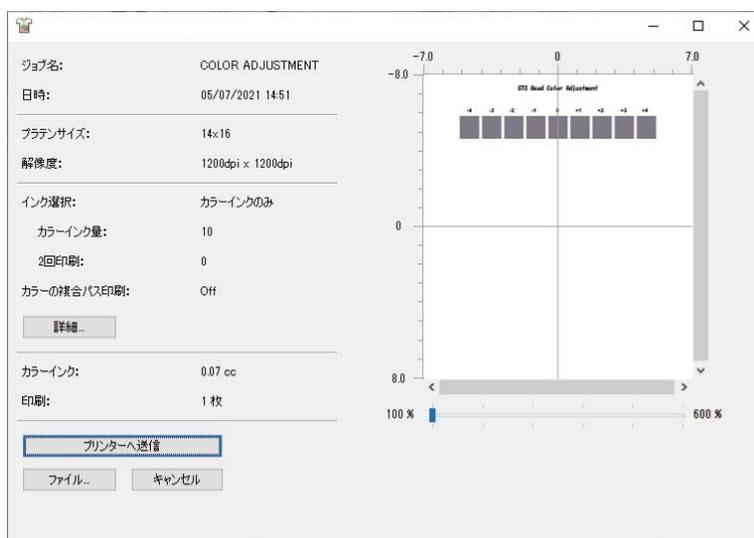 ジョブ名: COLOR ADJUSTMENT
日時: 05/07/2021 14:51
プラテンサイズ: 14×16
解像度: 1200dpi × 1200dpi
インク選択: カラーインクのみ
カラーインク量: 10
2回印刷: 0
カラーの複合パス印刷: Off
詳細...
カラーインク: 0.07 cc
印刷: 1 枚
プリンターへ送信
ファイル... キャンセル
-7.0 0 7.0
-8.0
GTX Head Color Adjustment
-4 -3 -2 -1 0 +1 +2 +3 +4
0
8.0
100 % 600 %